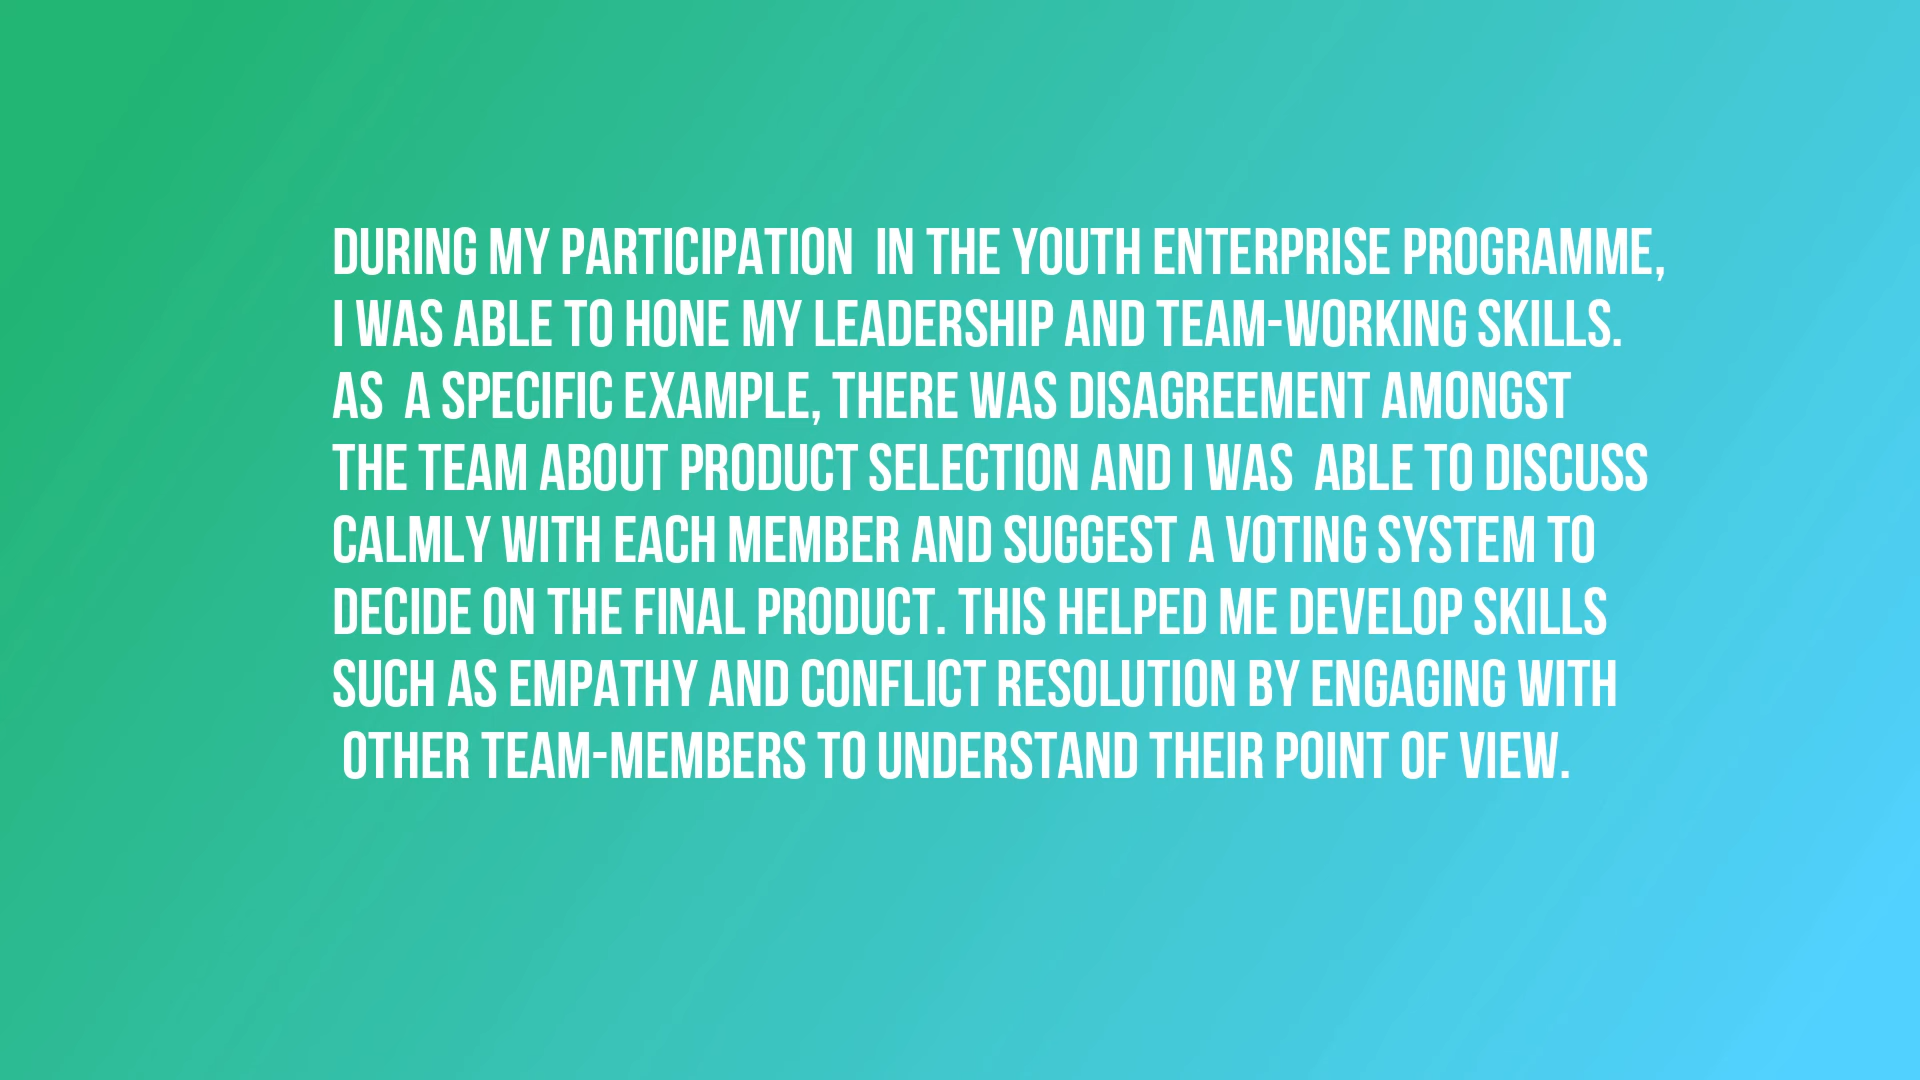 DURING MY PARTICIPATION  IN THE YOUTH ENTERPRISE PROGRAMME,
I WAS ABLE TO HONE MY LEADERSHIP AND TEAM-WORKING SKILLS.
AS  A SPECIFIC EXAMPLE, THERE WAS DISAGREEMENT AMONGST
THE TEAM ABOUT PRODUCT SELECTION AND I WAS  ABLE TO DISCUSS
CALMLY WITH EACH MEMBER AND SUGGEST A VOTING SYSTEM TO
DECIDE ON THE FINAL PRODUCT. THIS HELPED ME DEVELOP SKILLS
SUCH AS EMPATHY AND CONFLICT RESOLUTION BY ENGAGING WITH
OTHER TEAM-MEMBERS TO UNDERSTAND THEIR POINT OF VIEW.